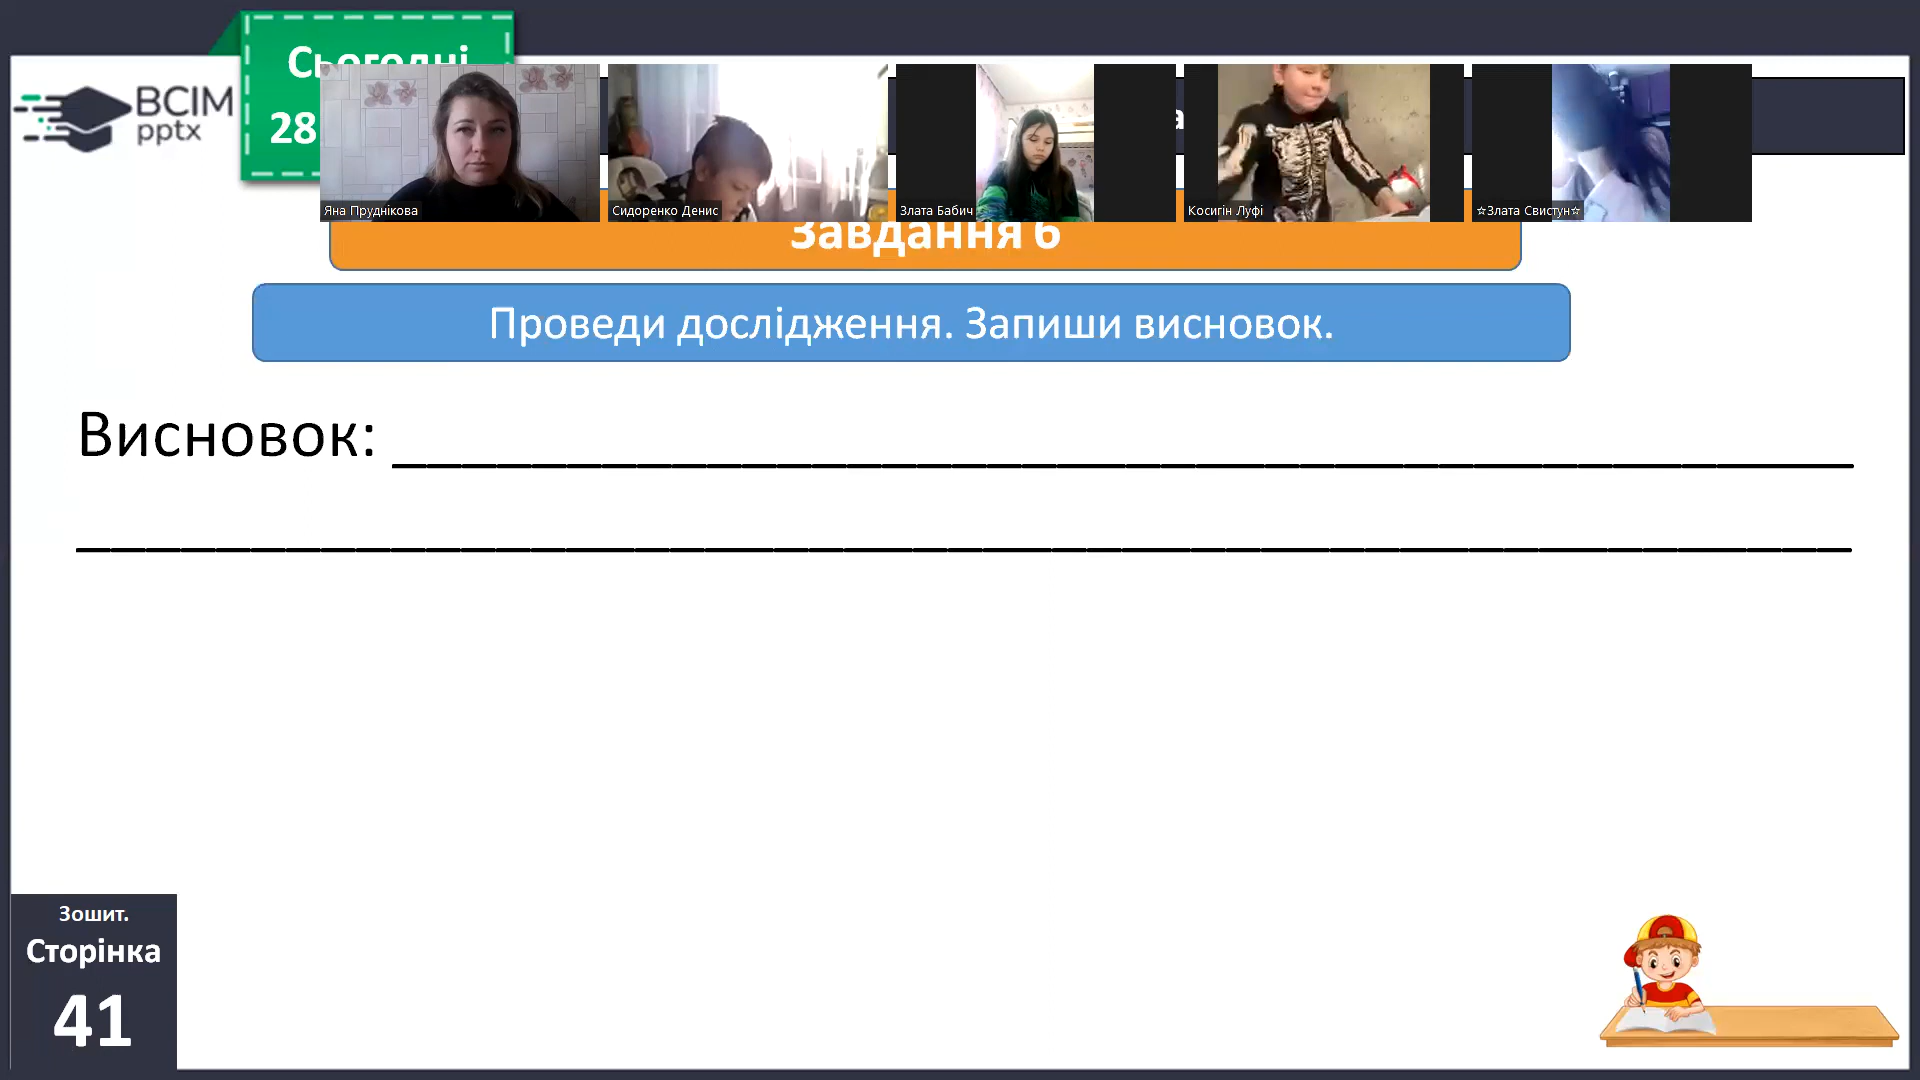 Сьогодні
28
ВСІМ
pptx
Яна Пруднікова
Сидоренко Денис
Злата Бабич
Косигін Луфі
☆Злата Свистун☆
Завдання 6
Проведи дослідження. Запиши висновок.
Висновок:
Зошит.
Сторінка
41